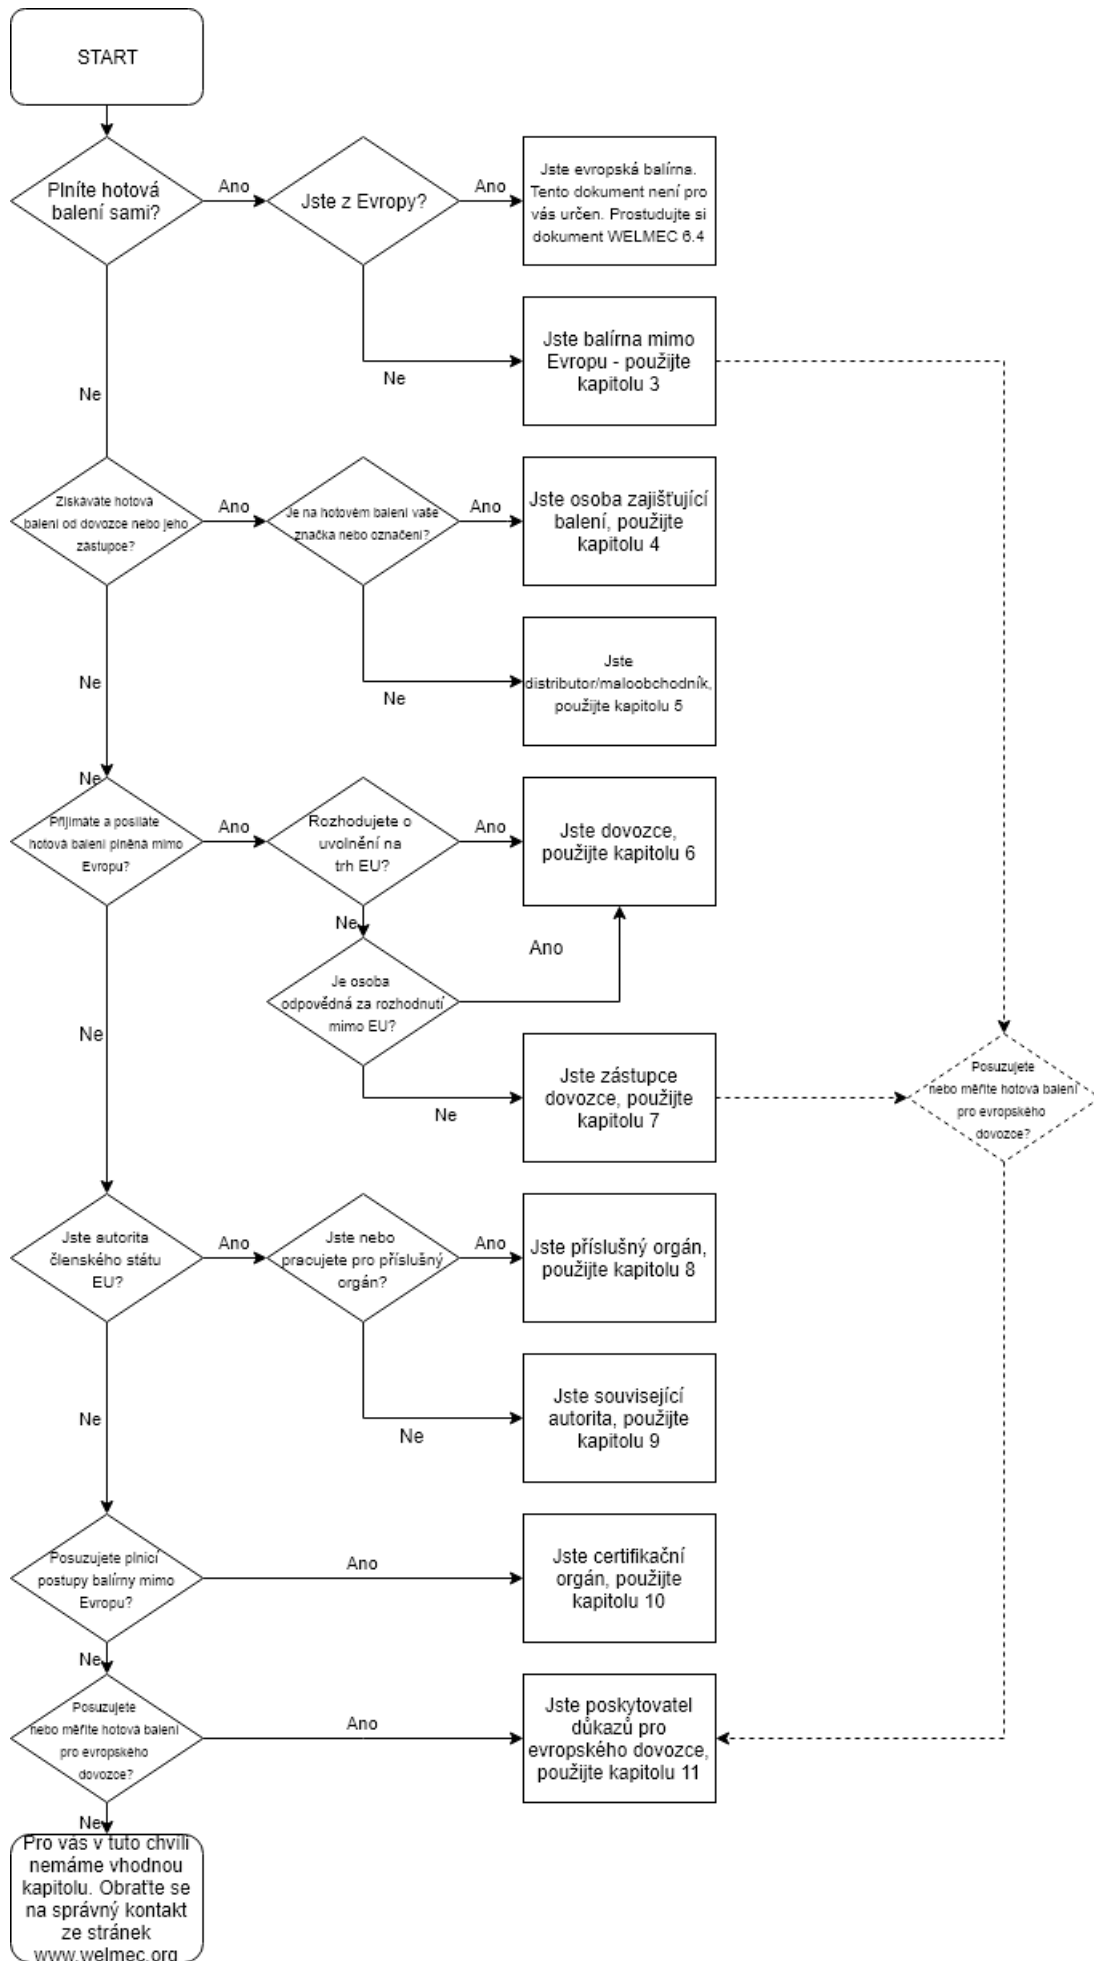 START
Plníte hotová
balení sami?
Ano
Jste z Evropy?
Ano
Jste evropská balírna.
Tento dokument není pro
vás určen. Prostudujte si
dokument WELMEC 6.4
Ne
Jste balírna mimo
Evropu - použijte
kapitolu 3
Ne
Získáváte hotová
balení od dovozce nebo jeho
zástupce?
Ano
Je na hotovém balení vaše
značka nebo označení?
Ano
Jste osoba zajišťující
balení, použijte
kapitolu 4
Ne
Jste
distributor/maloobchodník,
použijte kapitolu 5
Ne
Ne
Přijímáte a posíláte
hotová balení plněná mimo
Evropu?
Ano
Rozhodujete o
uvolnění na
trh EU?
Ano
Jste dovozce,
použijte kapitolu 6
Ne
Je osoba
odpovědná za rozhodnutí
mimo EU?
Ano
Ne
Jste zástupce
dovozce, použijte
kapitolu 7
Ne
Posuzujete
nebo měříte hotová balení
pro evropského
dovozce?
Jste autorita
členského státu
EU?
Ano
Jste nebo
pracujete pro příslušný
orgán?
Ano
Jste příslušný orgán,
použijte kapitolu 8
Ne
Jste související
autorita, použijte
kapitolu 9
Ne
Posuzujete plnicí
postupy balírny mimo
Evropu?
Ano
Jste certifikační
orgán, použijte
kapitolu 10
Ne
Posuzujete
nebo měříte hotová balení
pro evropského
dovozce?
Ano
Jste poskytovatel
důkazů pro
evropského dovozce,
použijte kapitolu 11
Ne
Pro vás v tuto chvíli
nemáme vhodnou
kapitolu. Obraťte se
na správný kontakt
ze stránek
www.welmec.org